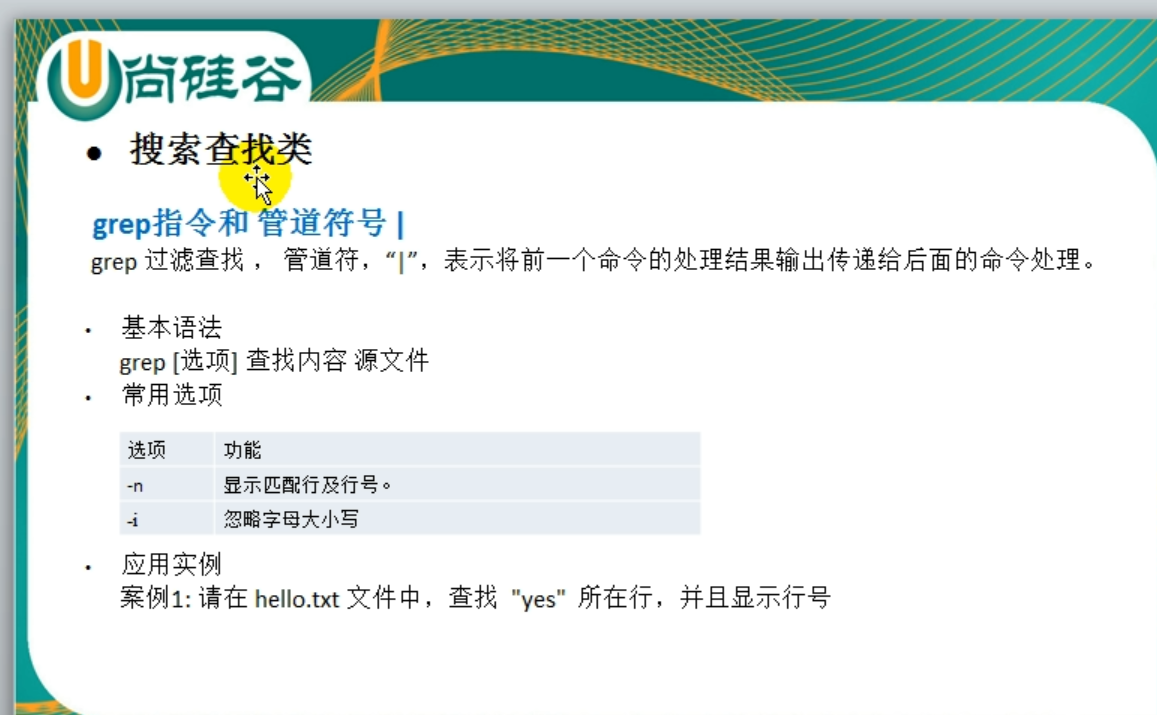 尚硅谷
● 搜索查找类
grep指令和 管道符号 |
grep 过滤查找 ， 管道符，“|”，表示将前一个命令的处理结果输出传递给后面的命令处理。
• 基本语法
grep [选项] 查找内容 源文件
• 常用选项
选项 功能
-n 显示匹配行及行号。
-i 忽略字母大小写
• 应用实例
案例1: 请在 hello.txt 文件中，查找 "yes" 所在行，并且显示行号